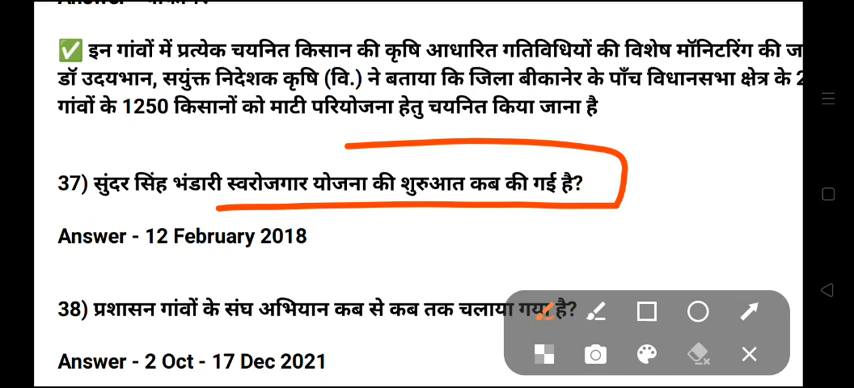 ✅ इन गांवों में प्रत्येक चयनित किसान की कृषि आधारित गतिविधियों की विशेष मॉनिटरिंग की
डॉ उदयभान, सयुंक्त निदेशक कृषि (वि.) ने बताया कि जिला बीकानेर के पाँच विधानसभा क्षेत्र के
गांवों के 1250 किसानों को माटी परियोजना हेतु चयनित किया जाना है
37) सुंदर सिंह भंडारी स्वरोजगार योजना की शुरुआत कब की गई है?
Answer - 12 February 2018
38) प्रशासन गांवों के संघ अभियान कब से कब तक चलाया गया है?
Answer - 2 Oct - 17 Dec 2021